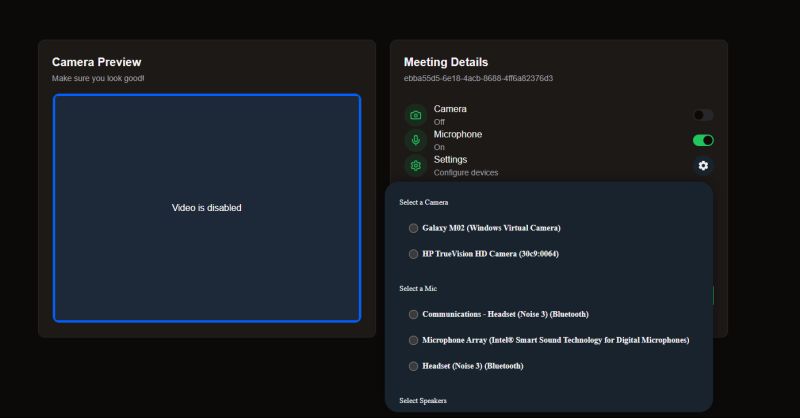 Camera Preview
Make sure you look good!
Video is disabled
Meeting Details
ebba55d5-6e18-4acb-8688-4ff6a82376d3
Camera
Off
Microphone
On
Settings
Configure devices
Select a Camera
Galaxy M02 (Windows Virtual Camera)
HP TrueVision HD Camera (30c9:0064)
Select a Mic
Communications - Headset (Noise 3) (Bluetooth)
Microphone Array (Intel® Smart Sound Technology for Digital Microphones)
Headset (Noise 3) (Bluetooth)
Select Speakers